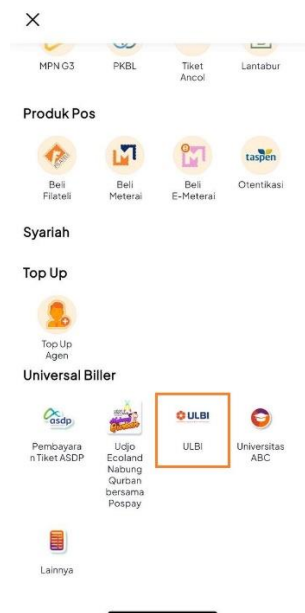 MPN G3
PKBL
Tiket
Ancol
Lantabur
Produk Pos
Beli
Filateli
Beli
Meterai
Beli
E-Meterai
taspen
Otentikasi
Syariah
Top Up
Top Up
Agen
Universal Biller
asdp
Pembayara
n Tiket ASDP
Udjo
Ecoland
Nabung
Qurban
bersama
Pospay
ULBI
ULBI
Universitas
ABC
Lainnya